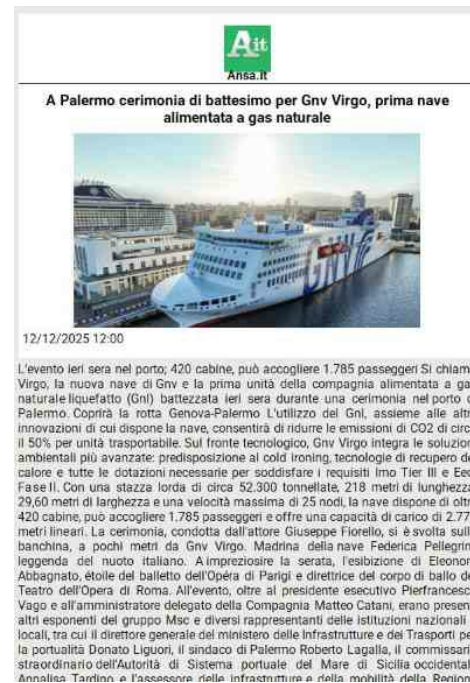 Ait
Ansa.it
A Palermo cerimonia di battesimo per Gnv Virgo, prima nave
alimentata a gas naturale
GNV
12/12/2025 12:00
L'evento ieri sera nel porto; 420 cabine, può accogliere 1.785 passeggeri Si chiam
Virgo, la nuova nave di Gnv e la prima unità della compagnia alimentata a ga
naturale liquefatto (Gnl) battezzata ieri sera durante una cerimonia nel porto d
Palermo. Coprirà la rotta Genova-Palermo L'utilizzo del Gnl, assieme alle altr
innovazioni di cui dispone la nave, consentirà di ridurre le emissioni di CO2 di circ
il 50% per unità trasportabile. Sul fronte tecnologico, Gnv Virgo integra le soluzion
ambientali più avanzate: predisposizione al cold ironing, tecnologie di recupero de
calore e tutte le dotazioni necessarie per soddisfare i requisiti Imo Tier III e Eed
Fase II. Con una stazza lorda di circa 52.300 tonnellate, 218 metri di lunghezza
29,60 metri di larghezza e una velocità massima di 25 nodi, la nave dispone di oltr
420 cabine, può accogliere 1.785 passeggeri e offre una capacità di carico di 2.77
metri lineari. La cerimonia, condotta dall'attore Giuseppe Fiorello, si è svolta sull
banchina, a pochi metri da Gnv Virgo. Madrina della nave Federica Pellegrin
leggenda del nuoto italiano. A impreziosire la serata, l'esibizione di Eleonor
Abbagnato, étoile del balletto dell'Opéra di Parigi e direttrice del corpo di ballo de
Teatro dell'Opera di Roma. All'evento, oltre al presidente esecutivo Pierfrancesc
Vago e all'amministratore delegato della Compagnia Matteo Catani, erano presen
altri esponenti del gruppo Msc e diversi rappresentanti delle istituzioni nazionali
locali, tra cui il direttore generale del ministero delle Infrastrutture e dei Trasporti pe
la portualità Donato Liguori, il sindaco di Palermo Roberto Lagalla, il commissari
straordinario dell'Autorità di Sistema portuale del Mare di Sicilia occidental
Annalisa Tardino e l'assessore delle infrastrutture e della mobilità della Region